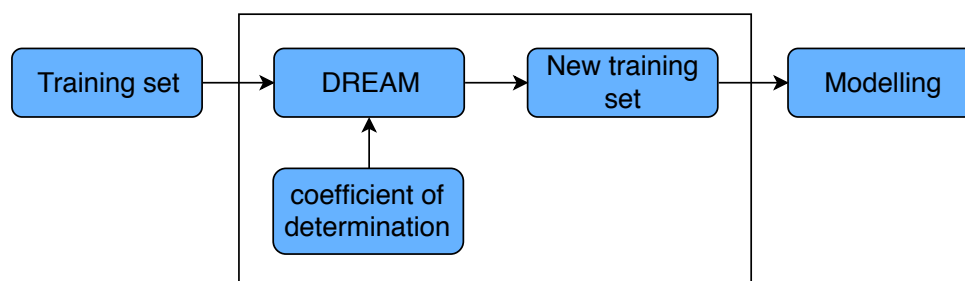 Training set
DREAM
New training
set
Modelling
coefficient of
determination